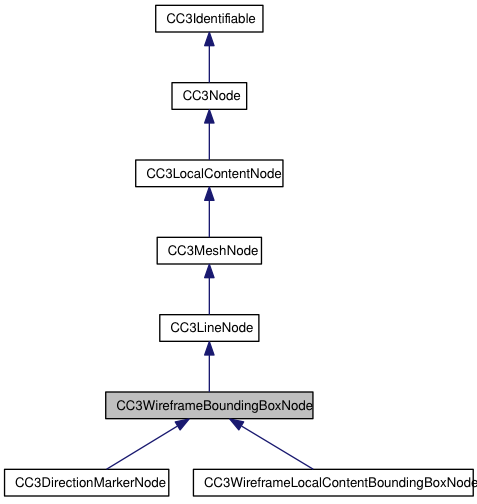 CC3Identifiable
CC3Node
CC3LocalContentNode
CC3MeshNode
CC3LineNode
CC3WireframeBoundingBoxNode
CC3DirectionMarkerNode
CC3WireframeLocalContentBoundingBoxNode